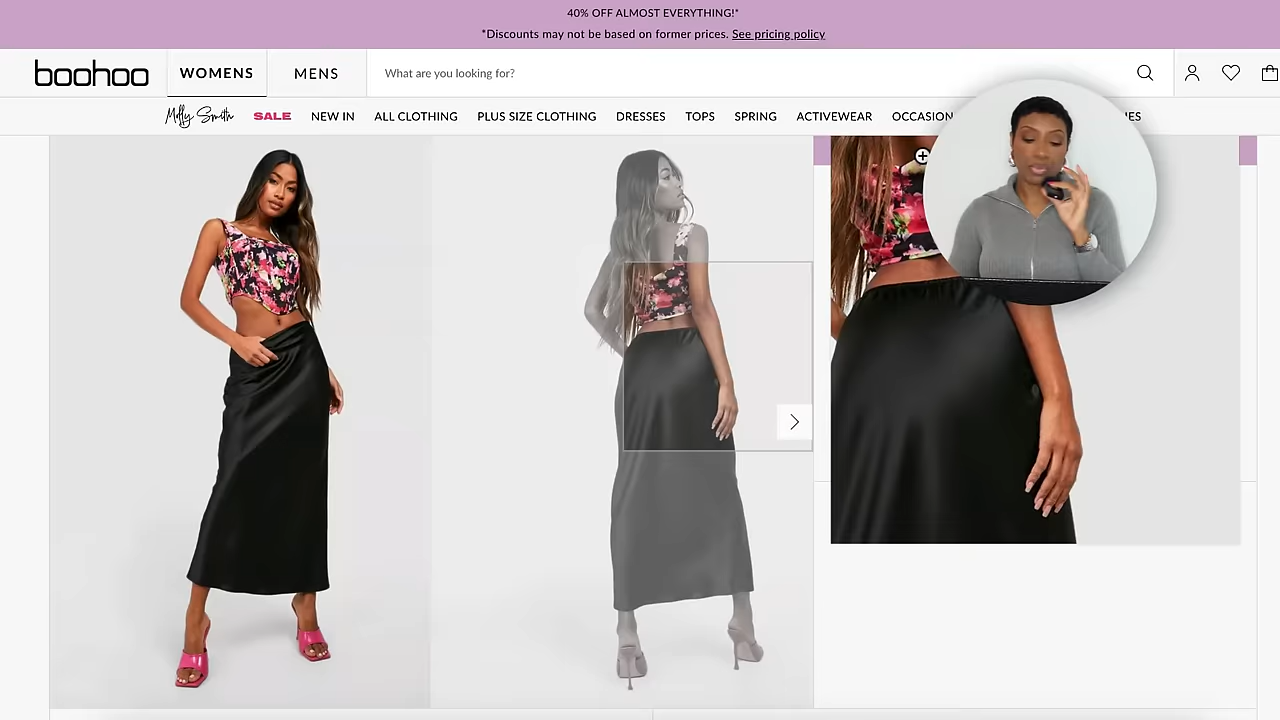 40% OFF ALMOST EVERYTHING!*
*Discounts may not be based on former prices. See pricing policy
boohoo
WOMENS
MENS
What are you looking for?
Molly Smith
SALE
NEW IN
ALL CLOTHING
PLUS SIZE CLOTHING
DRESSES
TOPS
SPRING
ACTIVEWEAR
OCCASION